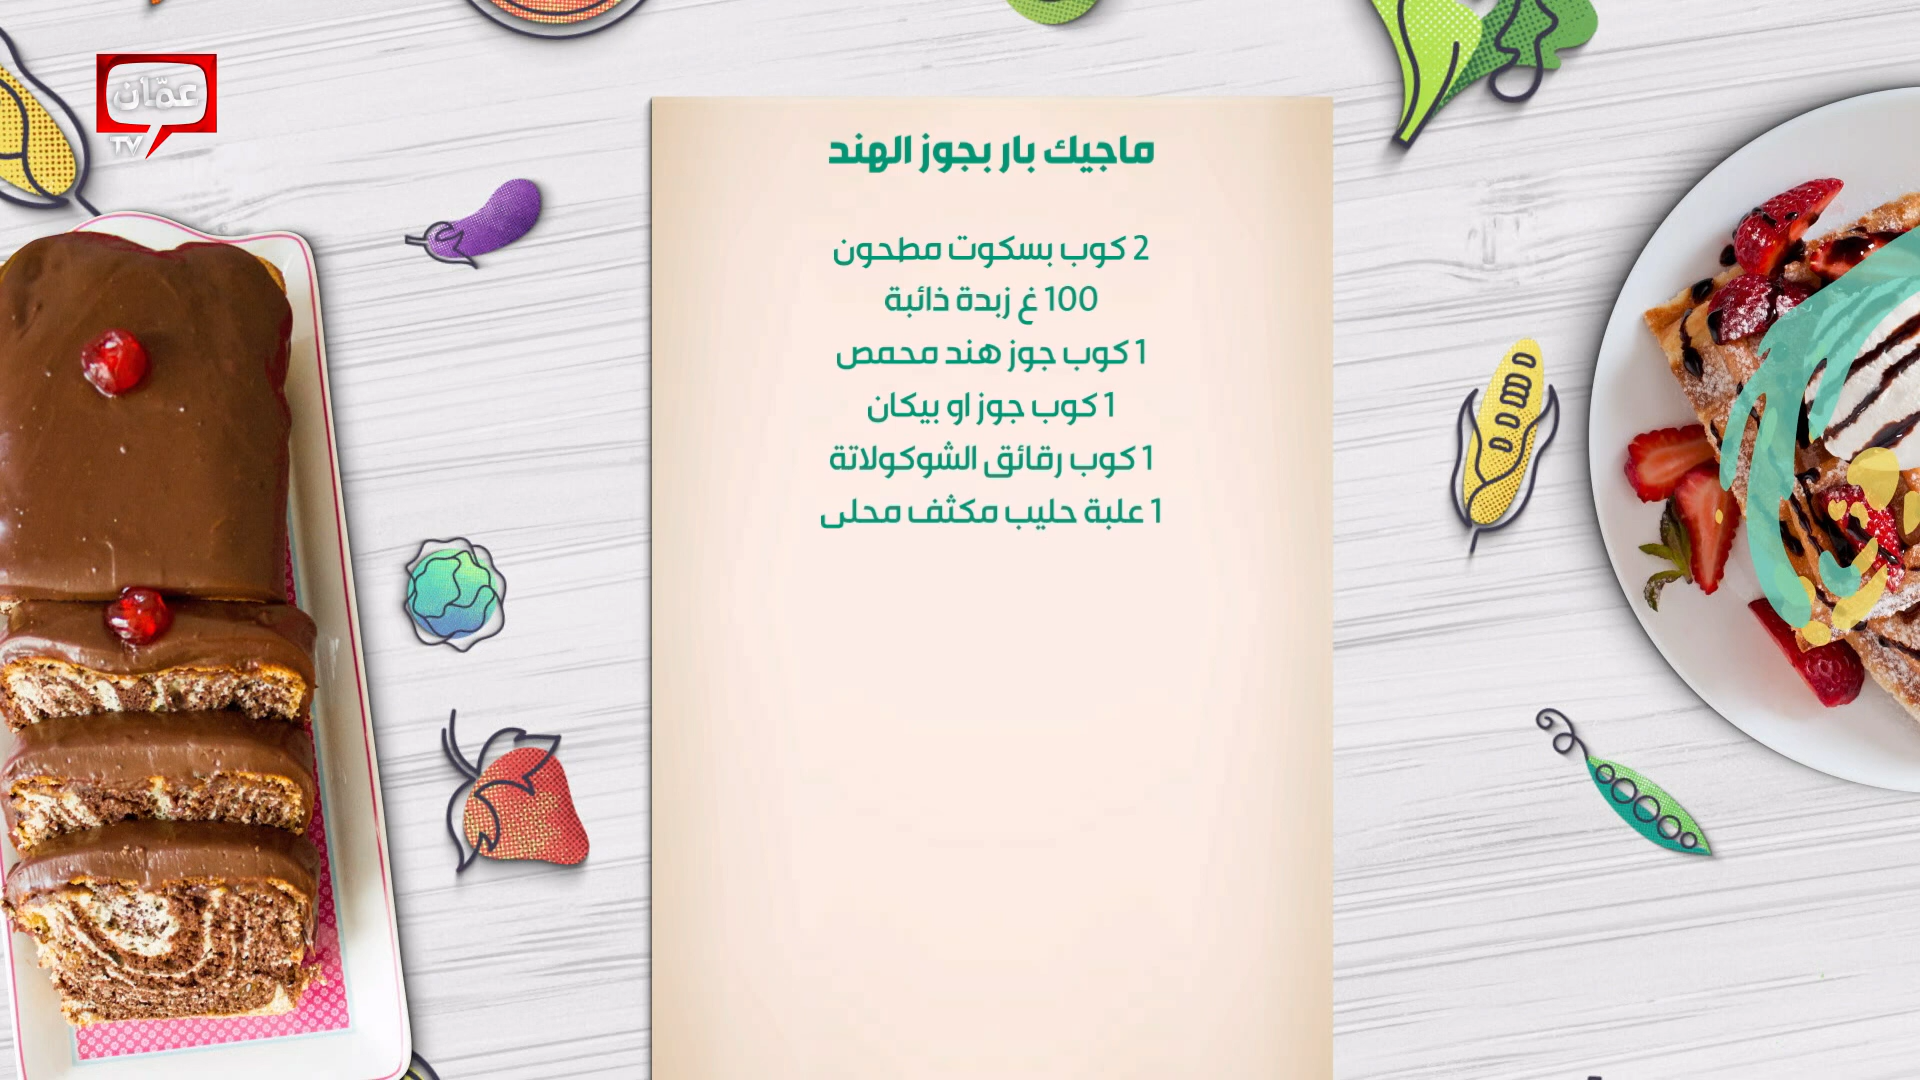 عمّان
TV
ماجيك بار بجوز الهند
2 كوب بسكوت مطحون
100 غ زبدة ذائبة
1 كوب جوز هند محمص
1 كوب جوز او بيكان
1 كوب رقائق الشوكولاتة
1 علبة حليب مكثف محلى